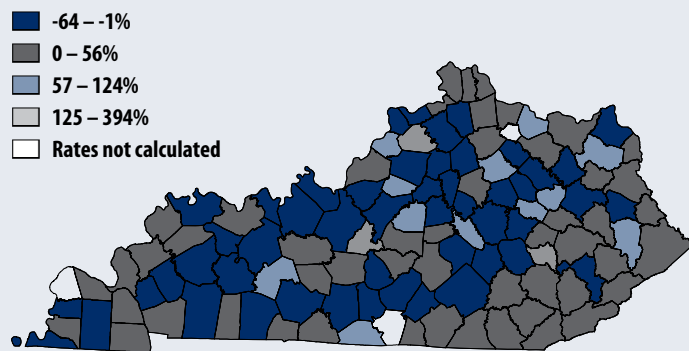 -64 – -1%
0 – 56%
57 – 124%
125 – 394%
Rates not calculated